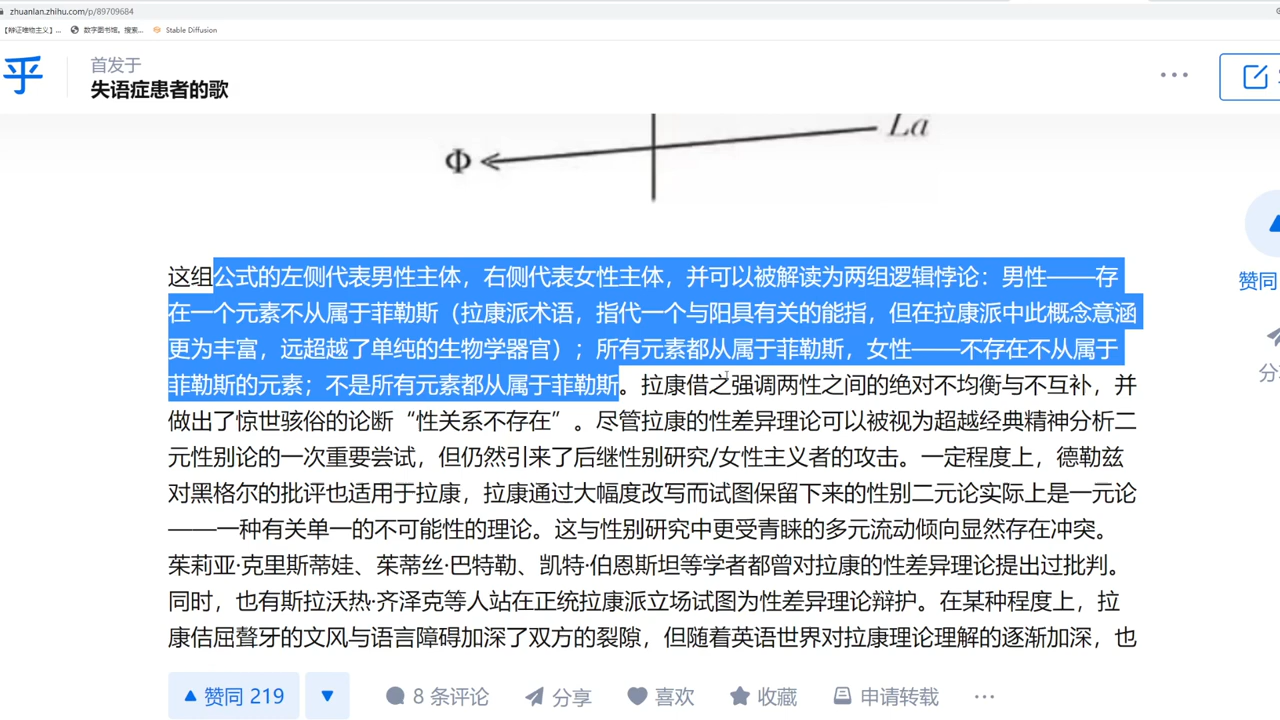 zhuanlan.zhihu.com/p/89709684
【辩证唯物主义】...
数字图书馆。搜索...
Stable Diffusion
乎
首发于
失语症患者的歌
La
Φ
这组公式的左侧代表男性主体，右侧代表女性主体，并可以被解读为两组逻辑悖论：男性——存
在一个元素不从属于菲勒斯（拉康派术语，指代一个与阳具有关的能指，但在拉康派中此概念意涵
更为丰富，远超越了单纯的生物学器官）；所有元素都从属于菲勒斯，女性——不存在不从属于
菲勒斯的元素；不是所有元素都从属于菲勒斯。拉康借之强调两性之间的绝对不均衡与不互补，并
做出了惊世骇俗的论断“性关系不存在”。尽管拉康的性差异理论可以被视为超越经典精神分析二
元性别论的一次重要尝试，但仍然引来了后继性别研究/女性主义者的攻击。一定程度上，德勒兹
对黑格尔的批评也适用于拉康，拉康通过大幅度改写而试图保留下来的性别二元论实际上是一元论
——一种有关单一的不可能性的理论。这与性别研究中更受青睐的多元流动倾向显然存在冲突。
茱莉亚·克里斯蒂娃、茱蒂丝·巴特勒、凯特·伯恩斯坦等学者都曾对拉康的性差异理论提出过批判。
同时，也有斯拉沃热·齐泽克等人站在正统拉康派立场试图为性差异理论辩护。在某种程度上，拉
康佶屈聱牙的文风与语言障碍加深了双方的裂隙，但随着英语世界对拉康理论理解的逐渐加深，也
赞同
分
赞同 219
8 条评论
分享
喜欢
收藏
申请转载